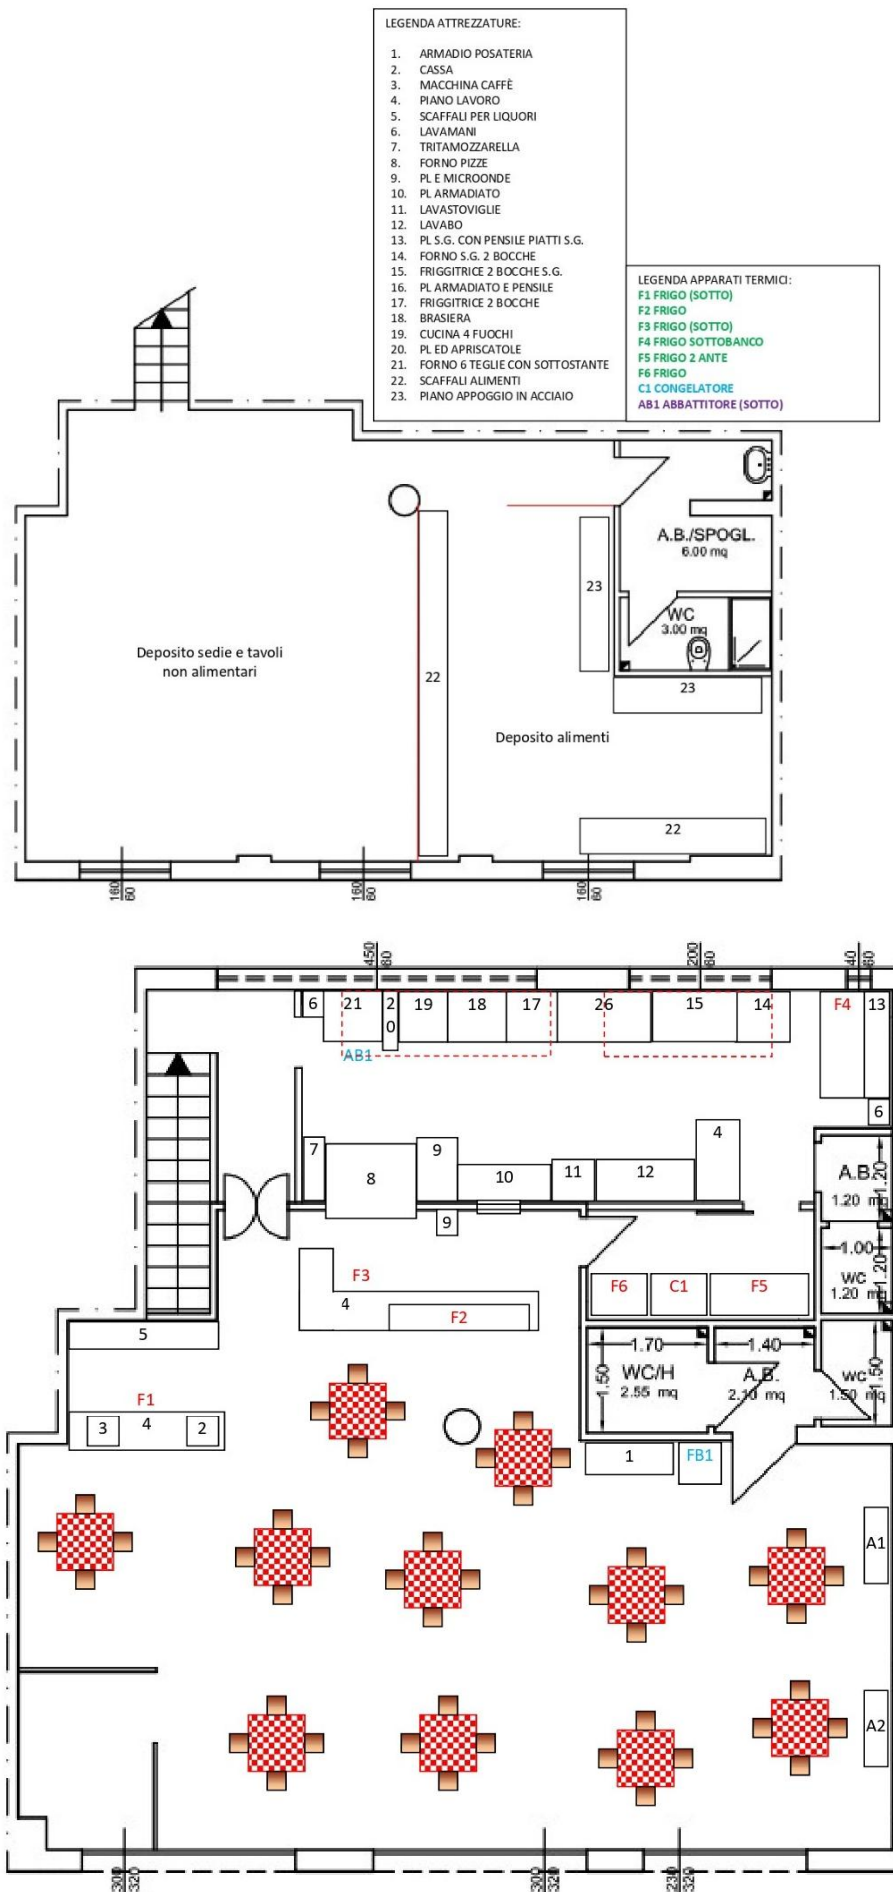 LEGENDA ATTREZZATURE:
1. ARMADIO POSATERIA
2. CASSA
3. MACCHINA CAFFÈ
4. PIANO LAVORO
5. SCAFFALI PER LIQUORI
6. LAVAMANI
7. TRITAMOZZARELLA
8. FORNO PIZZE
9. PL E MICROONDE
10. PL ARMADIATO
11. LAVASTOVIGLIE
12. LAVABO
13. PL S.G. CON PENSILE PIATTI S.G.
14. FORNO S.G. 2 BOCCHE
15. FRIGGITRICE 2 BOCCHE S.G.
16. PL ARMADIATO E PENSILE
17. FRIGGITRICE 2 BOCCHE
18. BRASIERA
19. CUCINA 4 FUOCHI
20. PL ED APRISCATOLE
21. FORNO 6 TEGLIE CON SOTTOSTANTE
22. SCAFFALI ALIMENTI
23. PIANO APPOGGIO IN ACCIAIO
LEGENDA APPARATI TERMICI:
F1 FRIGO (SOTTO)
F2 FRIGO
F3 FRIGO (SOTTO)
F4 FRIGO SOTTOBANCO
F5 FRIGO 2 ANTE
F6 FRIGO
C1 CONGELATORE
AB1 ABBATTITORE (SOTTO)
A.B./SPOGL.
6.00 mq
23
WC
3.00 mq
Deposito sedie e tavoli
non alimentari
22
23
Deposito alimenti
22
160
60
160
60
160
60
450
60
200
60
40
60
6
21
20
19
18
17
26
15
14
F4
13
AB1
6
7
8
9
10
11
12
4
A.B.
1.20 mq
1.20
9
1.00
WC
1.20 mq
1.20
F3
4
F2
F6
C1
F5
5
1.70
1.50
WC/H
2.55 mq
1.40
A.B.
2.10 mq
WC
1.50 mq
1.50
F1
3
4
2
1
FB1
A1
A2
300
320
300
320
230
320